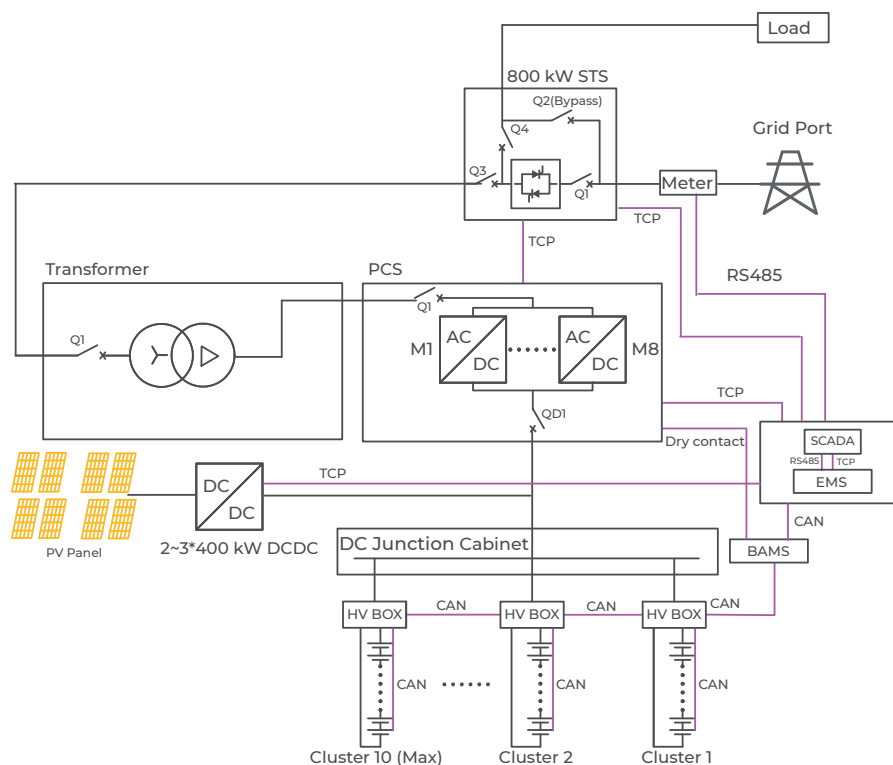 Load
800 kW STS
Q2(Bypass)
Grid Port
Q4
Q3
Q1
Meter
TCP
TCP
RS485
Transformer
PCS
Q1
Q1
M1
AC
DC
AC
DC
M8
QD1
TCP
Dry contact
SCADA
RS485
TCP
EMS
CAN
BAMS
PV Panel
DC
DC
TCP
2~3*400 kW DCDC
DC Junction Cabinet
HV BOX
CAN
HV BOX
CAN
HV BOX
CAN
CAN
CAN
CAN
Cluster 10 (Max)
Cluster 2
Cluster 1